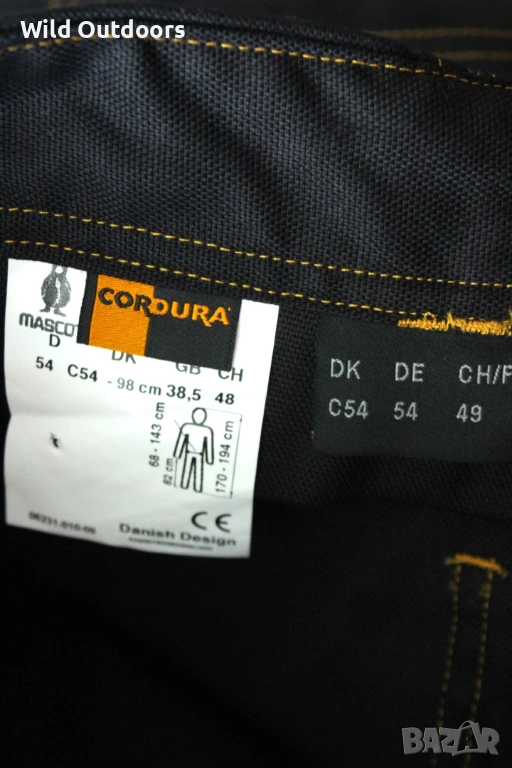 Wild Outdoors
MASCOT
CORDURA
D DK GB CH
54 C54 - 98 cm 38,5 48
68 - 143 cm
82 cm
170 - 194 cm
CE
Danish Design
DK DE CH/F
C54 54 49
BAZAR